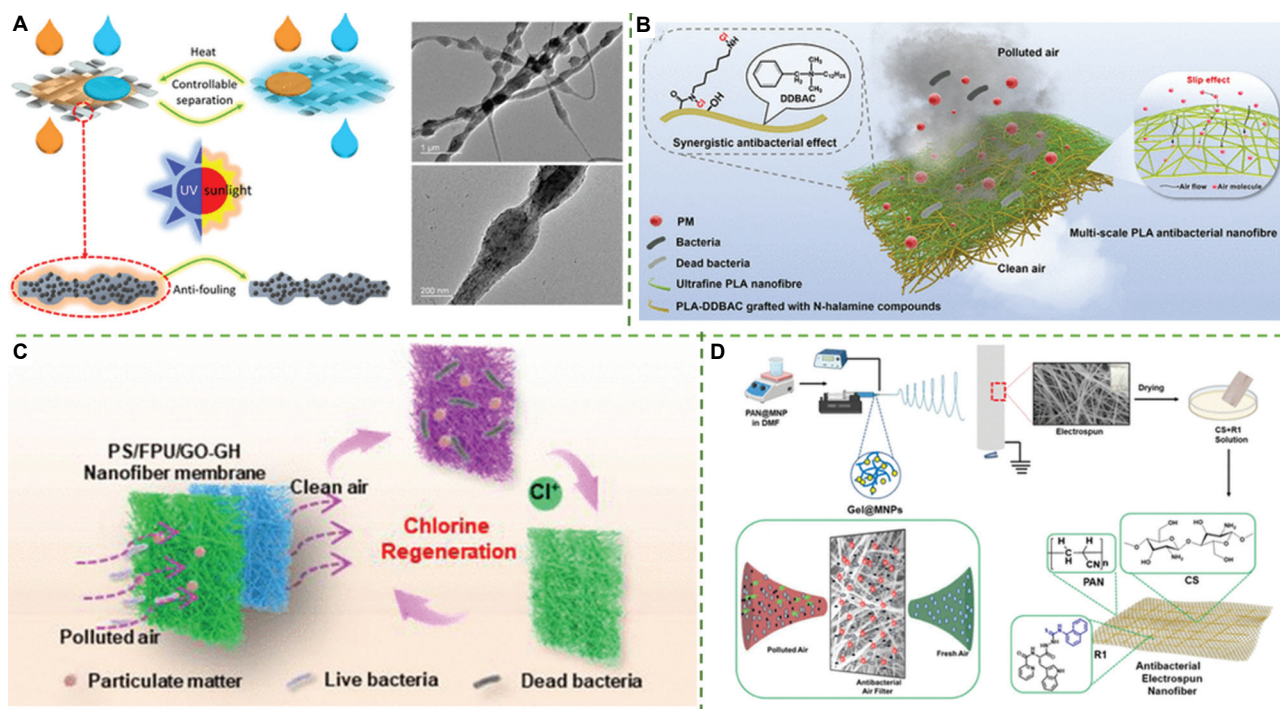 A
Heat
Controllable
separation
UV sunlight
Anti-fouling
1 μm
200 nm
B
Polluted air
DDBAC
Synergistic antibacterial effect
Slip effect
Air flow
Air molecule
PM
Bacteria
Dead bacteria
Ultrafine PLA nanofibre
PLA-DDBAC grafted with N-halamine compounds
Multi-scale PLA antibacterial nanofibre
Clean air
C
PS/FPU/GO-GH
Nanofiber membrane
Clean air
Cl+
Chlorine
Regeneration
Polluted air
Particulate matter
Live bacteria
Dead bacteria
D
PAN@MNP
in DMF
Gel@MNPs
Electrospun
Drying
CS+R1
Solution
Polluted Air
Antibacterial
Air Filter
Fresh Air
PAN
CS
R1
Antibacterial
Electrospun
Nanofiber